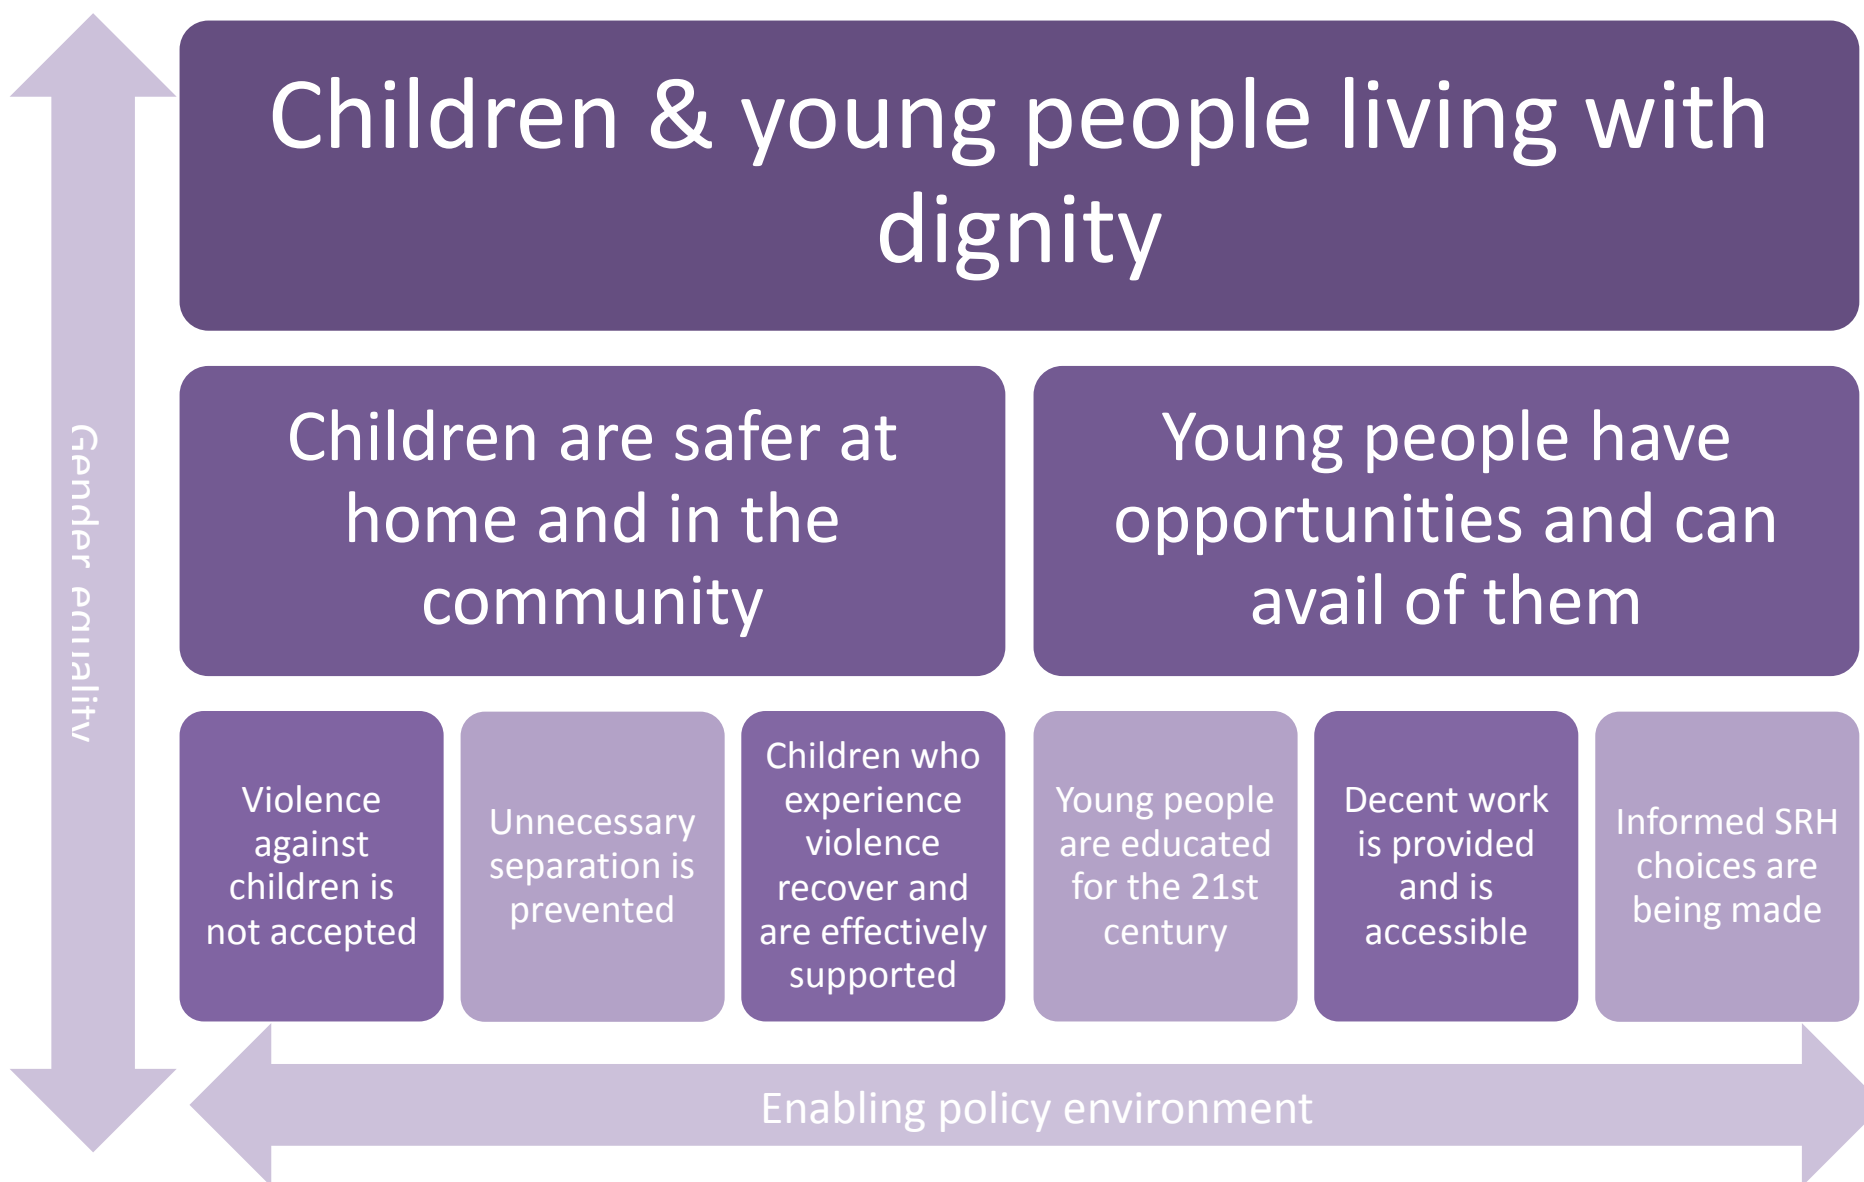 Children & young people living with
dignity
Gender equality
Children are safer at
home and in the
community
Young people have
opportunities and can
avail of them
Violence
against
children is
not accepted
Unnecessary
separation is
prevented
Children who
experience
violence
recover and
are effectively
supported
Young people
are educated
for the 21st
century
Decent work
is provided
and is
accessible
Informed SRH
choices are
being made
Enabling policy environment